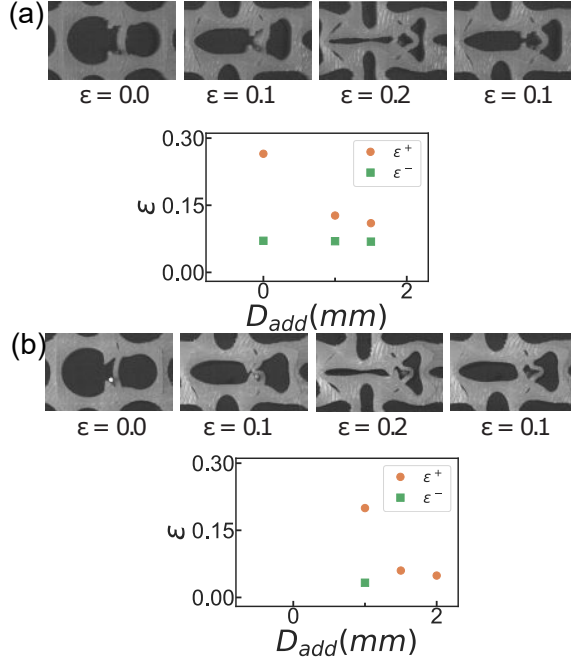 (a)
ε = 0.0 ε = 0.1 ε = 0.2 ε = 0.1
0.30
ε⁺
ε⁻
ε
0.15
0.00
0 2
D_add(mm)
(b)
ε = 0.0 ε = 0.1 ε = 0.2 ε = 0.1
0.30
ε⁺
ε⁻
ε
0.15
0.00
0 2
D_add(mm)